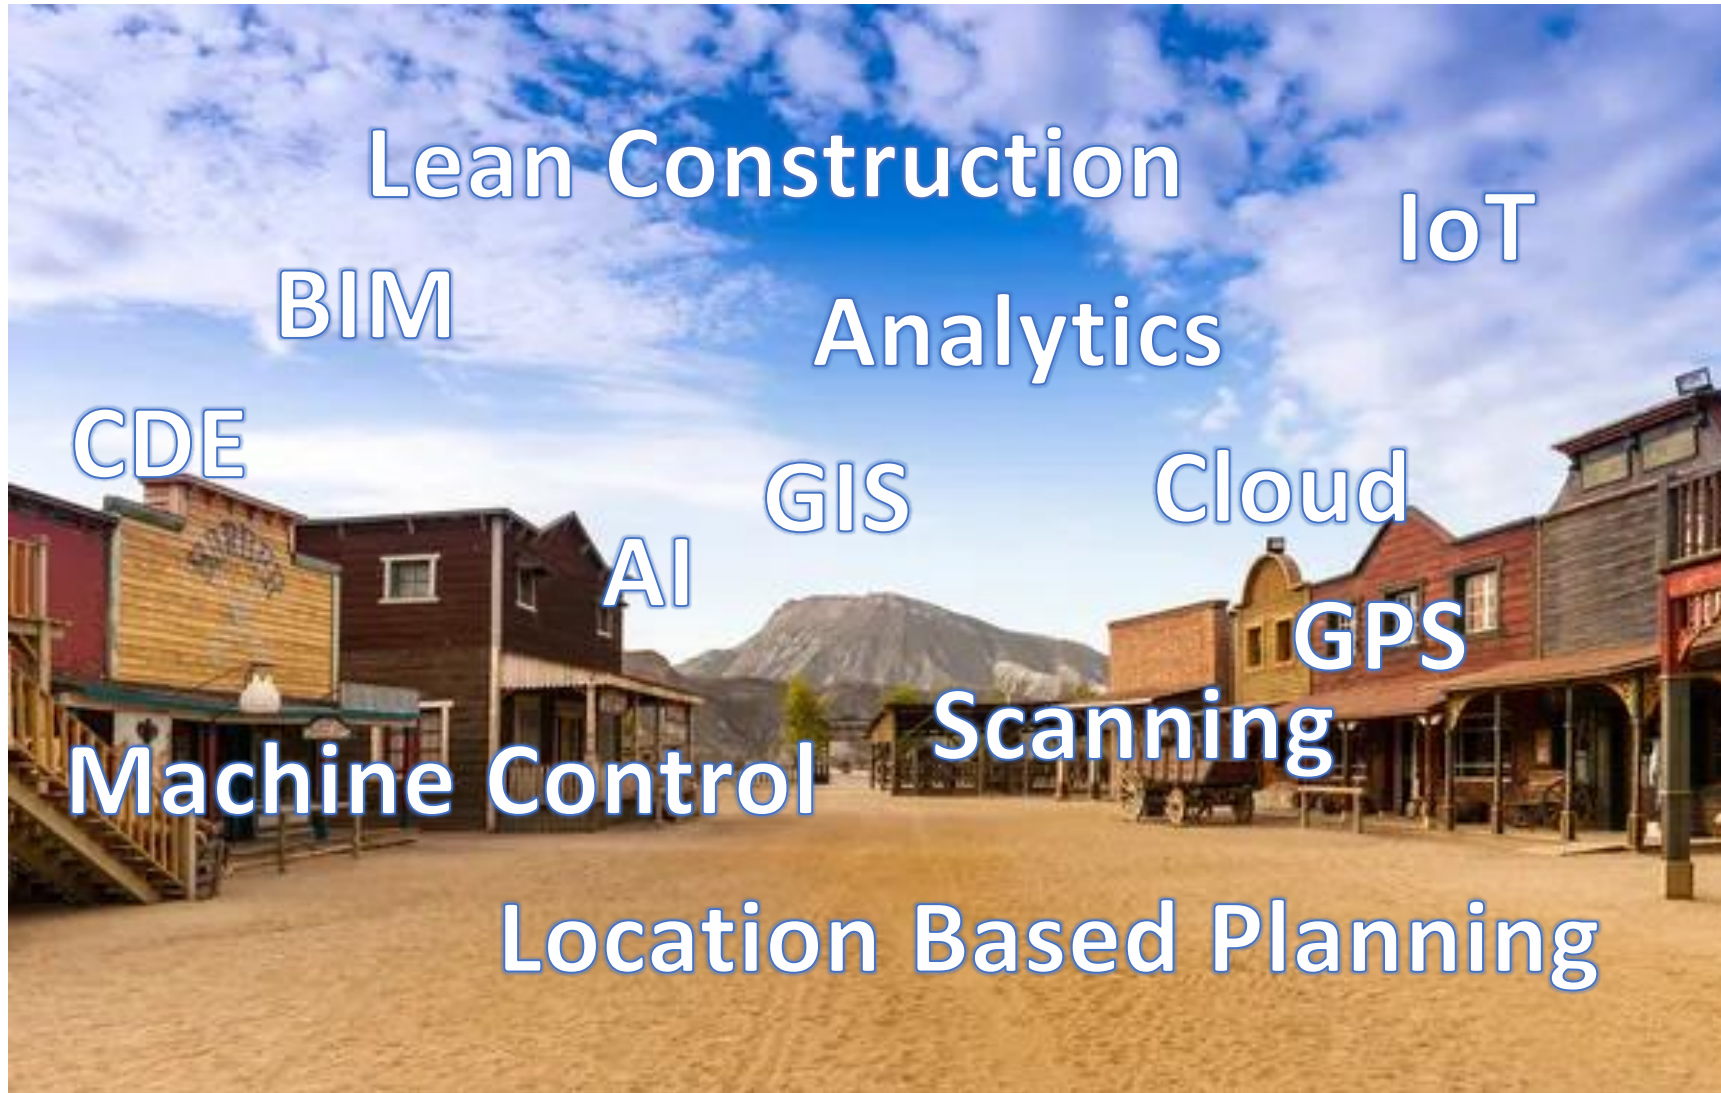 Lean Construction
IoT
BIM
Analytics
CDE
GIS
Cloud
AI
GPS
Scanning
Machine Control
Location Based Planning